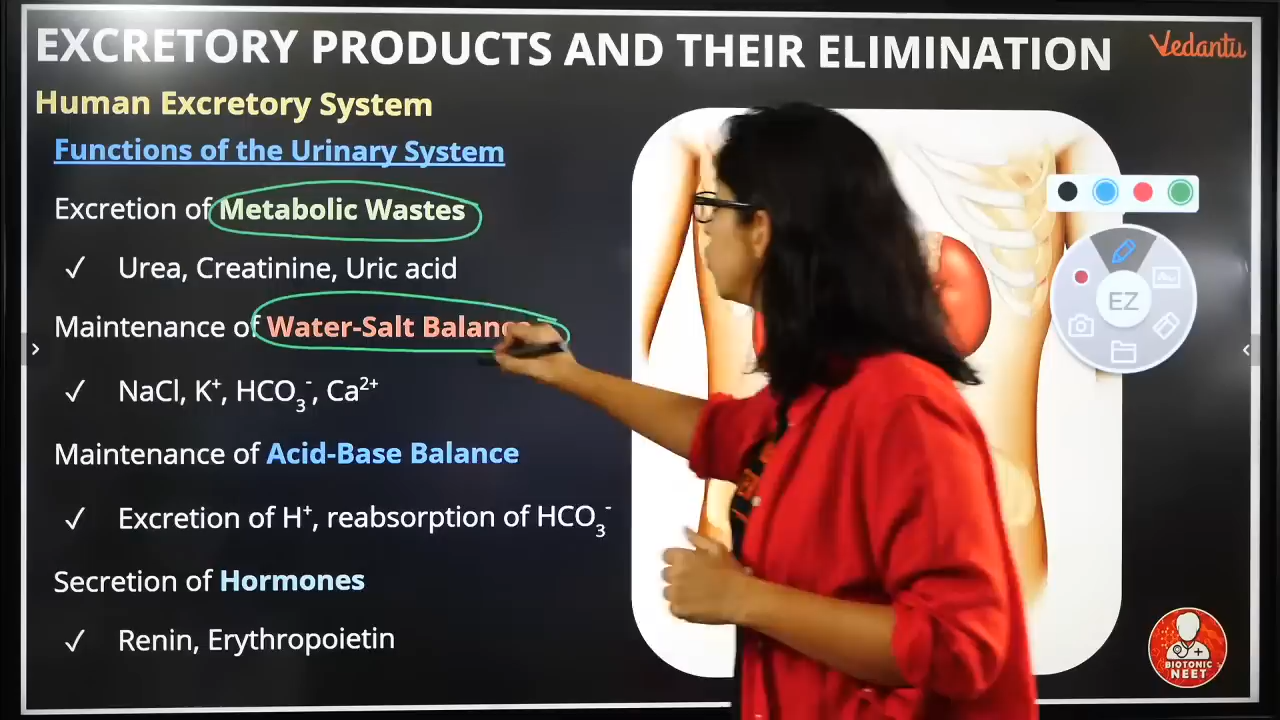 EXCRETORY PRODUCTS AND THEIR ELIMINATION
Vedantu
Human Excretory System
Functions of the Urinary System
Excretion of Metabolic Wastes
✓ Urea, Creatinine, Uric acid
Maintenance of Water-Salt Balance
✓ NaCl, K⁺, HCO₃⁻, Ca²⁺
EZ
Maintenance of Acid-Base Balance
✓ Excretion of H⁺, reabsorption of HCO₃⁻
Secretion of Hormones
✓ Renin, Erythropoietin
BIOTONIC
NEET